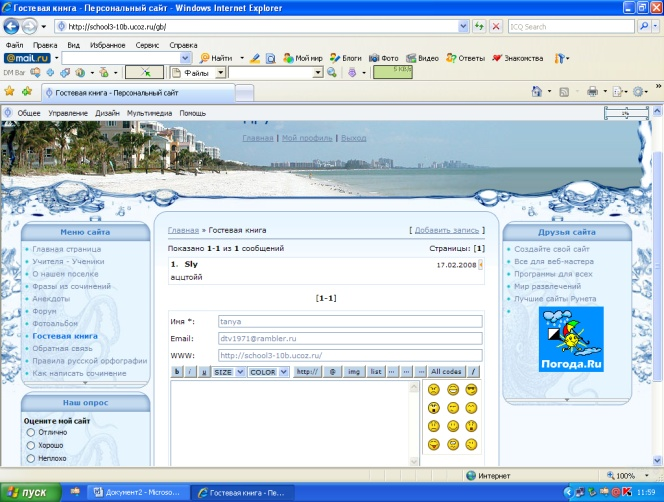 Гостевая книга - Персональный сайт - Windows Internet Explorer
http://school3-10b.ucoz.ru/gb/
ICQ Search
Файл Правка Вид Избранное Сервис Справка
@mail.ru Найти Мой мир Блоги Фото Видео Ответы Знакомства
DM Bar Файлы
Гостевая книга - Персональный сайт
Общее Управление Дизайн Мультимедиа Помощь
Главная | Мой профиль | Выход
Меню сайта
Главная страница
Учителя - Ученики
О нашем поселке
Фразы из сочинений
Анекдоты
Форум
Фотоальбом
Гостевая книга
Обратная связь
Правила русской орфографии
Как написать сочинение
Наш опрос
Оцените мой сайт
Отлично
Хорошо
Неплохо
Главная » Гостевая книга [ Добавить запись ]
Показано 1-1 из 1 сообщений Страницы: [1]
1. Sly 17.02.2008
аццтойй
[1-1]
Имя *: tanya
Email: dtv1971@rambler.ru
WWW: http://school3-10b.ucoz.ru/
b i u SIZE COLOR http:// @ img list ... ... ... All codes /
Друзья сайта
Создайте свой сайт
Все для веб-мастера
Программы для всех
Мир развлечений
Лучшие сайты Рунета
Погода.Ru
Интернет 100%
пуск Документ2 - Microso... Гостевая книга - Пе... 11:59